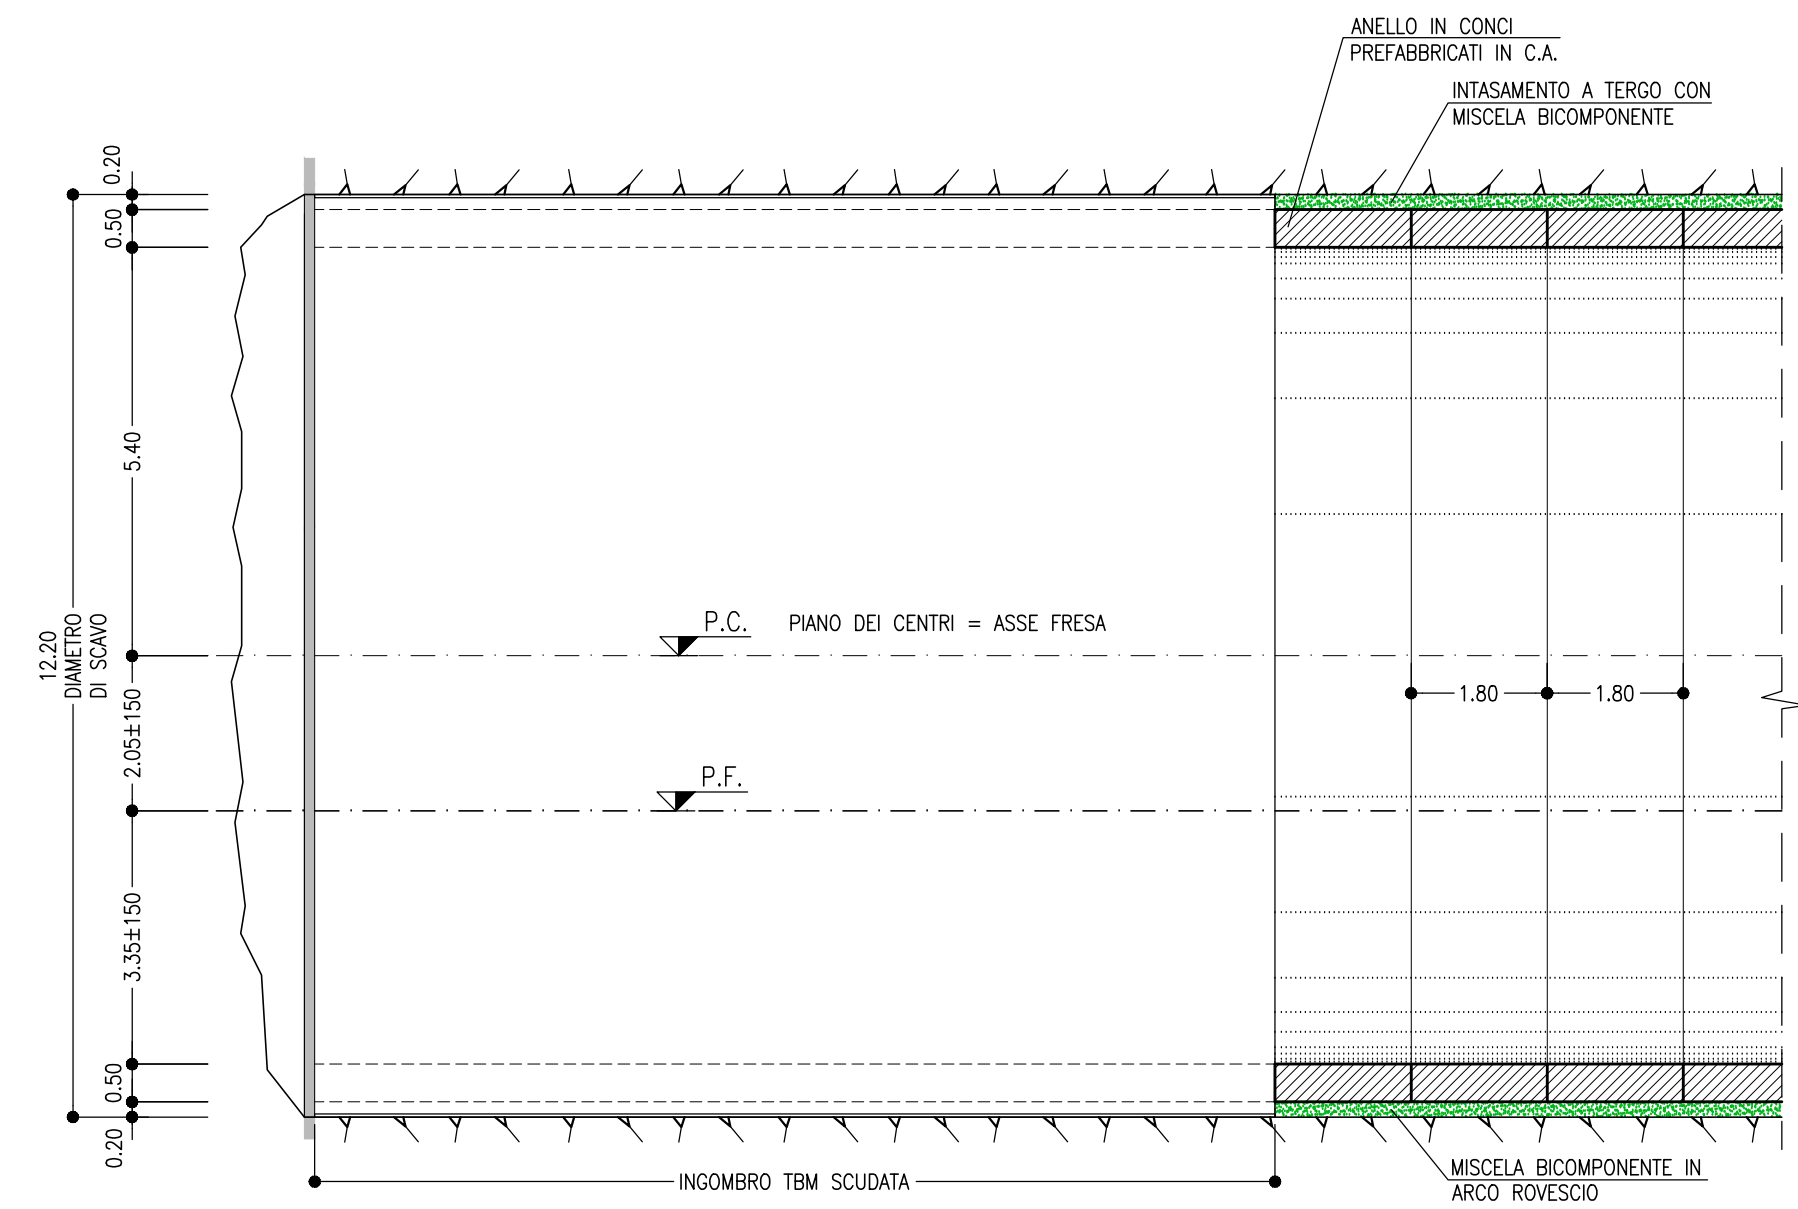 ANELLO IN CONCI
PREFABBRICATI IN C.A.
INTASAMENTO A TERGO CON
MISCELA BICOMPONENTE
0.20
0.50
5.40
12.20
DIAMETRO
DI SCAVO
P.C. PIANO DEI CENTRI = ASSE FRESA
2.05±150
1.80 1.80
P.F.
3.35±150
0.50
0.20
INGOMBRO TBM SCUDATA
MISCELA BICOMPONENTE IN
ARCO ROVESCIO